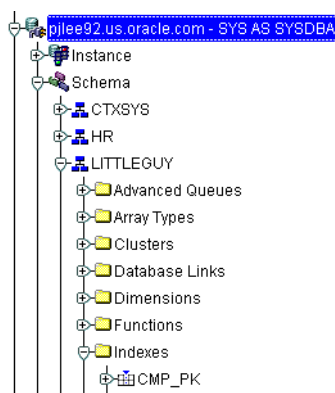 pjlee92.us.oracle.com - SYS AS SYSDBA
Instance
Schema
CTXSYS
HR
LITTLEGUY
Advanced Queues
Array Types
Clusters
Database Links
Dimensions
Functions
Indexes
CMP_PK